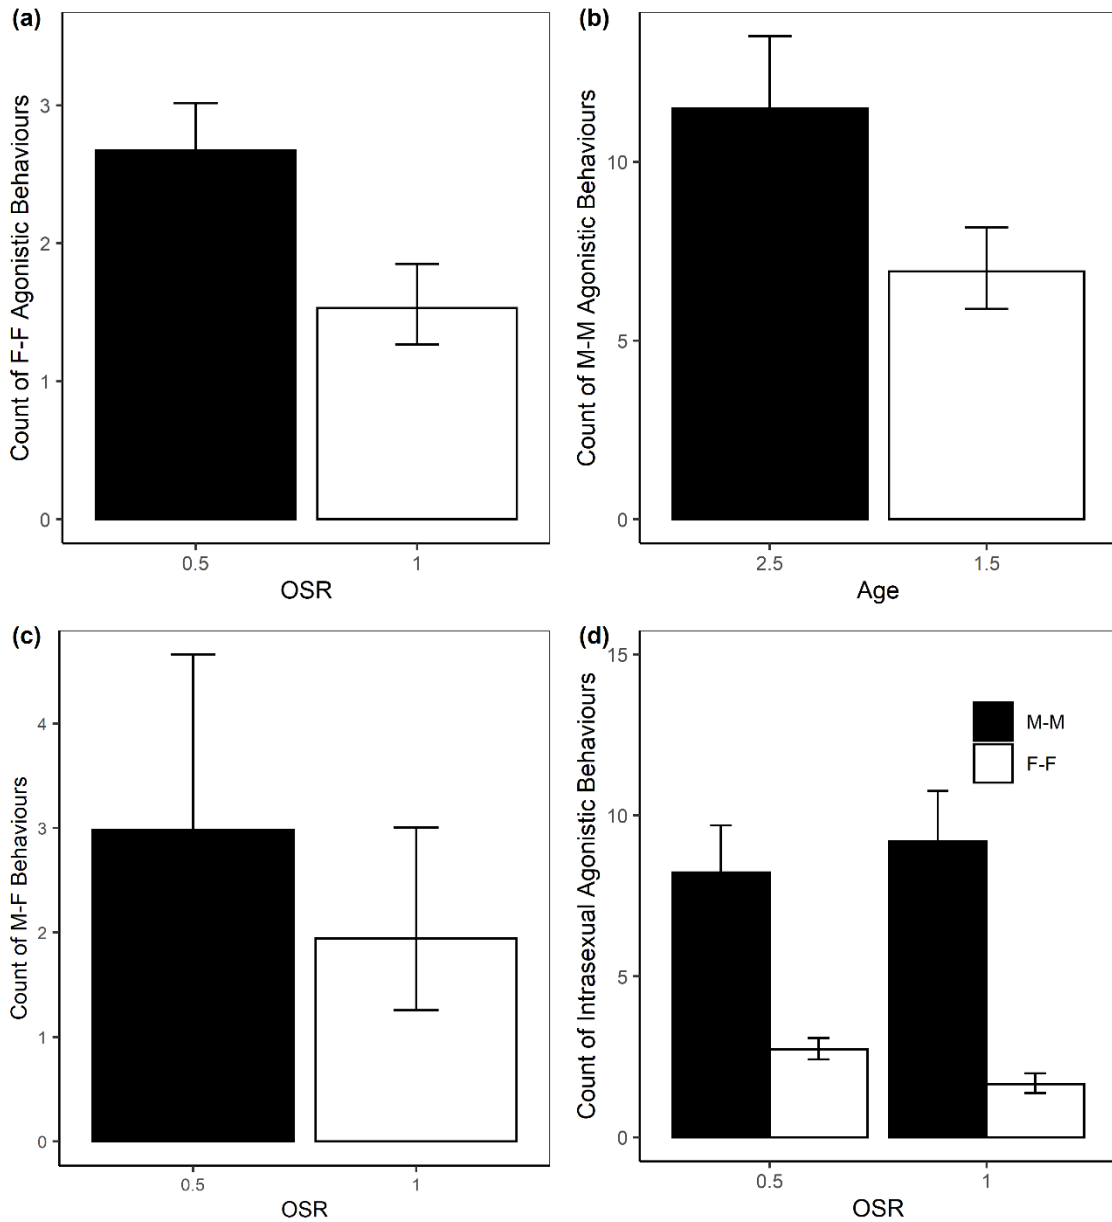 (a)
Count of F-F Agonistic Behaviours
3
2
1
0
0.5
1
OSR
(b)
Count of M-M Agonistic Behaviours
10
5
0
2.5
1.5
Age
(c)
Count of M-F Behaviours
4
3
2
1
0
0.5
1
OSR
(d)
Count of Intrasexual Agonistic Behaviours
15
10
5
0
M-M
F-F
0.5
1
OSR